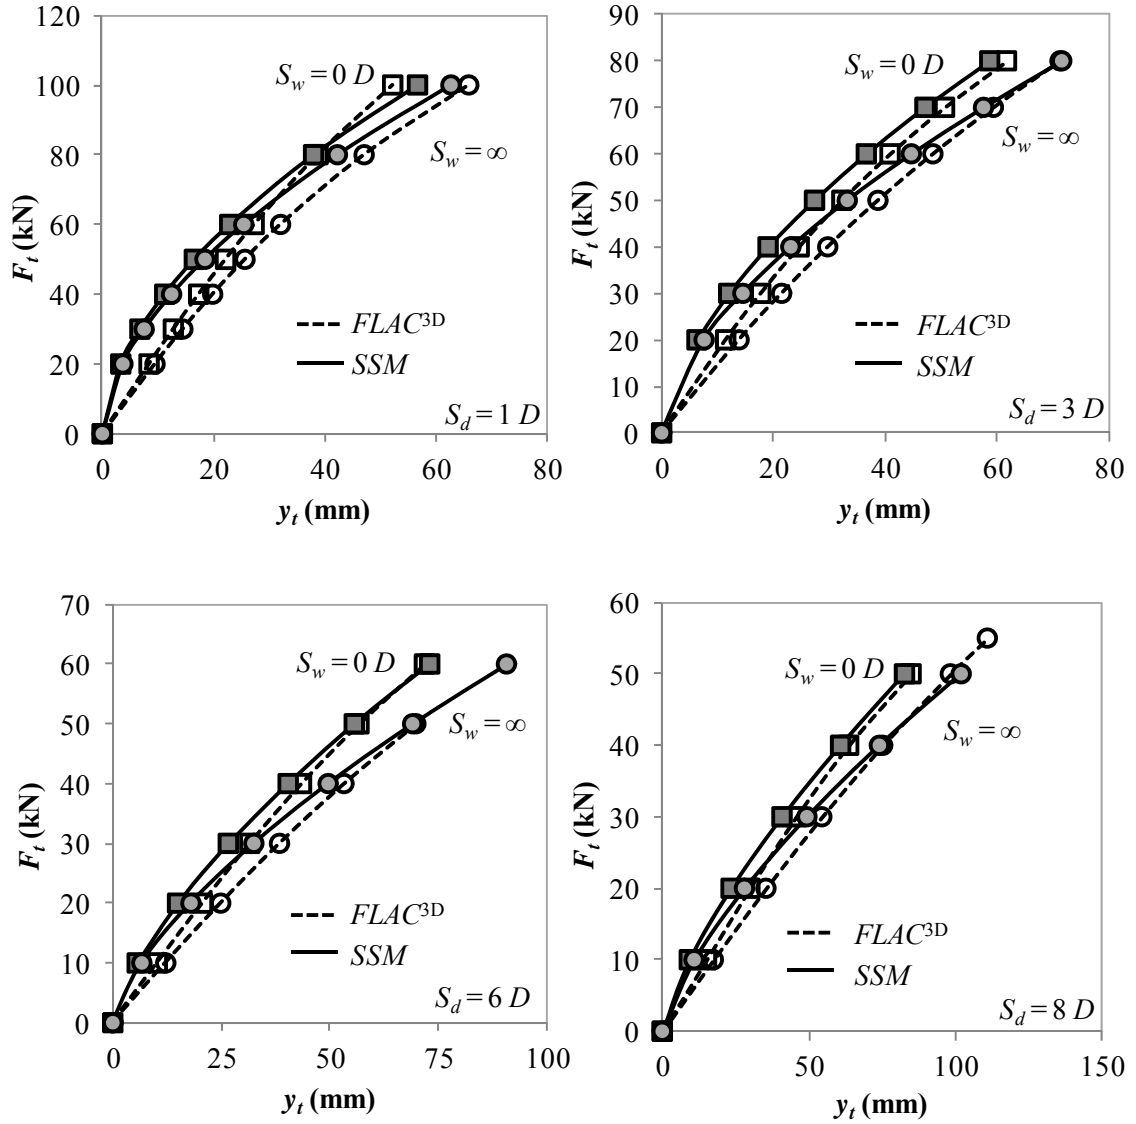 120
100
80
60
40
20
0
F_t (kN)
S_w = 0 D
S_w = ∞
FLAC³ᴰ
SSM
S_d = 1 D
0 20 40 60 80
y_t (mm)
90
80
70
60
50
40
30
20
10
0
F_t (kN)
S_w = 0 D
S_w = ∞
FLAC³ᴰ
SSM
S_d = 3 D
0 20 40 60 80
y_t (mm)
70
60
50
40
30
20
10
0
F_t (kN)
S_w = 0 D
S_w = ∞
FLAC³ᴰ
SSM
S_d = 6 D
0 25 50 75 100
y_t (mm)
60
50
40
30
20
10
0
F_t (kN)
S_w = 0 D
S_w = ∞
FLAC³ᴰ
SSM
S_d = 8 D
0 50 100 150
y_t (mm)